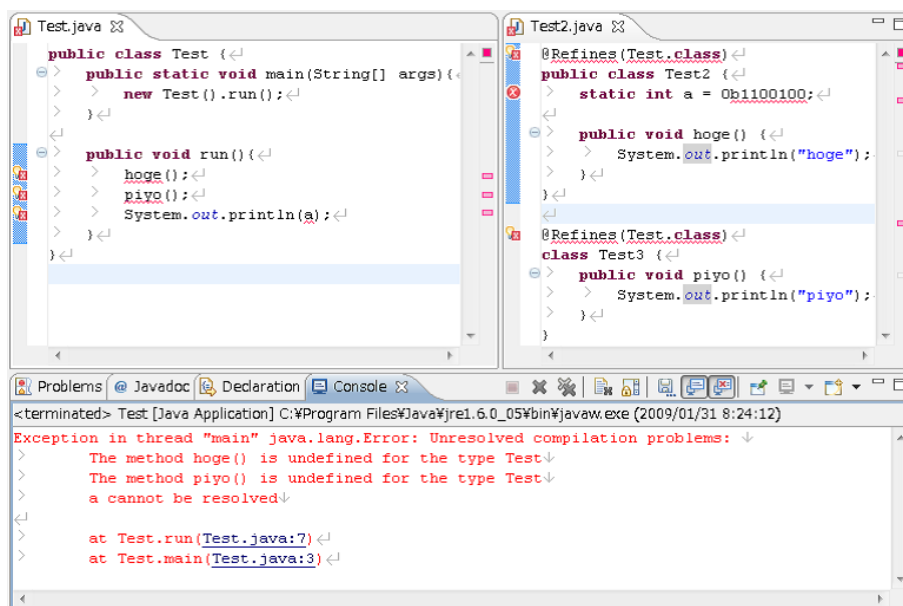 Test.java
public class Test {
public static void main(String[] args){
new Test().run();
}
public void run(){
hoge();
piyo();
System.out.println(a);
}
}
Test2.java
@Refines(Test.class)
public class Test2 {
static int a = 0b1100100;
public void hoge() {
System.out.println("hoge");
}
}
@Refines(Test.class)
class Test3 {
public void piyo() {
System.out.println("piyo");
}
}
Problems @ Javadoc Declaration Console
<terminated> Test [Java Application] C:¥Program Files¥Java¥jre1.6.0_05¥bin¥javaw.exe (2009/01/31 8:24:12)
Exception in thread "main" java.lang.Error: Unresolved compilation problems:
The method hoge() is undefined for the type Test
The method piyo() is undefined for the type Test
a cannot be resolved
at Test.run(Test.java:7)
at Test.main(Test.java:3)